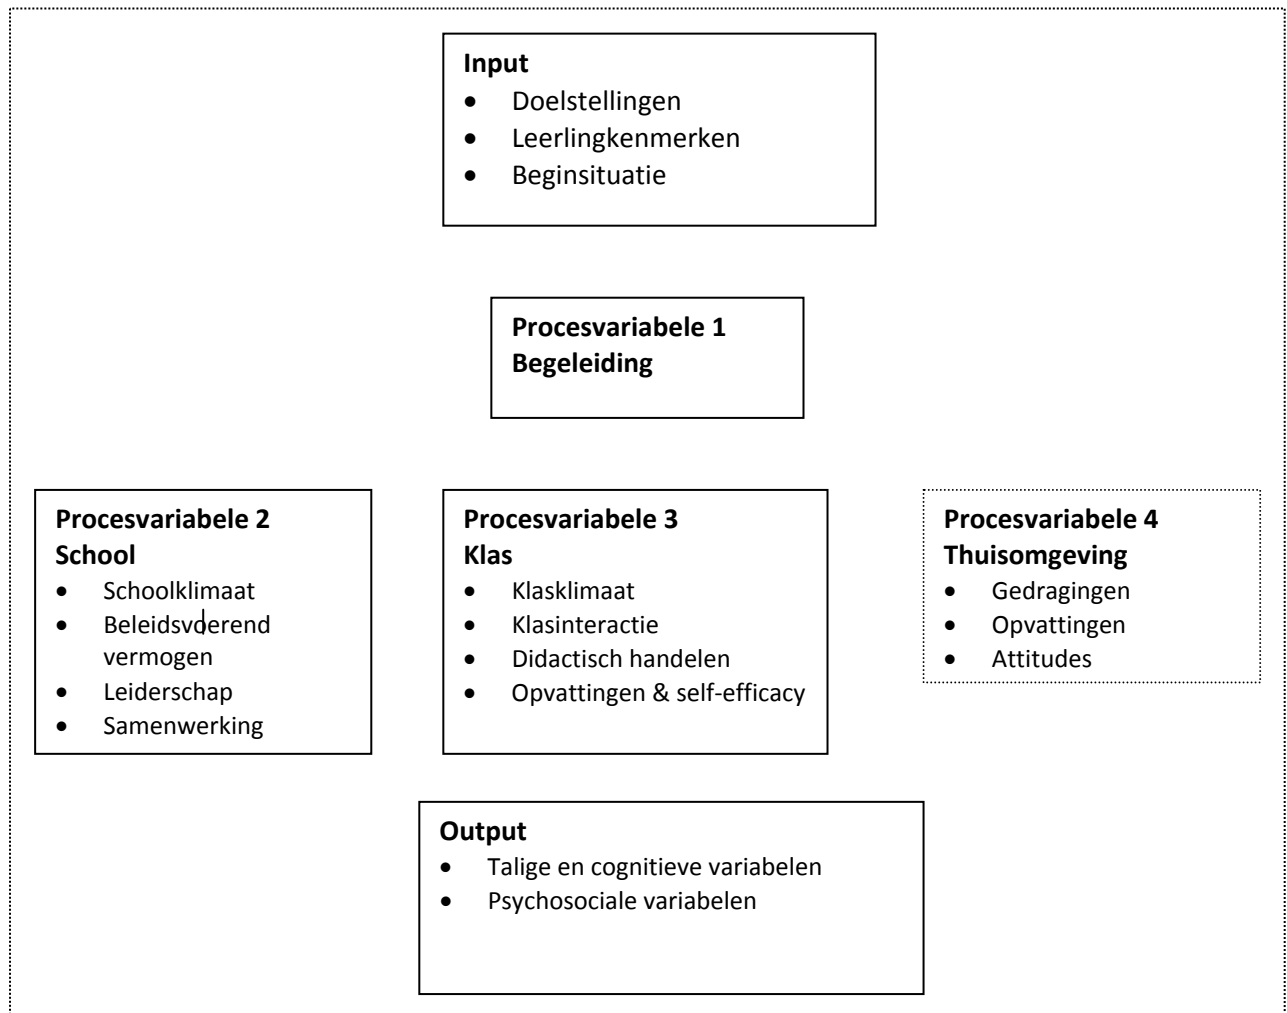 Input
• Doelstellingen
• Leerlingkenmerken
• Beginsituatie
Procesvariabele 1
Begeleiding
Procesvariabele 2
School
• Schoolklimaat
• Beleidsvoerend
vermogen
• Leiderschap
• Samenwerking
Procesvariabele 3
Klas
• Klasklimaat
• Klasinteractie
• Didactisch handelen
• Opvattingen & self-efficacy
Procesvariabele 4
Thuisomgeving
• Gedragingen
• Opvattingen
• Attitudes
Output
• Talige en cognitieve variabelen
• Psychosociale variabelen